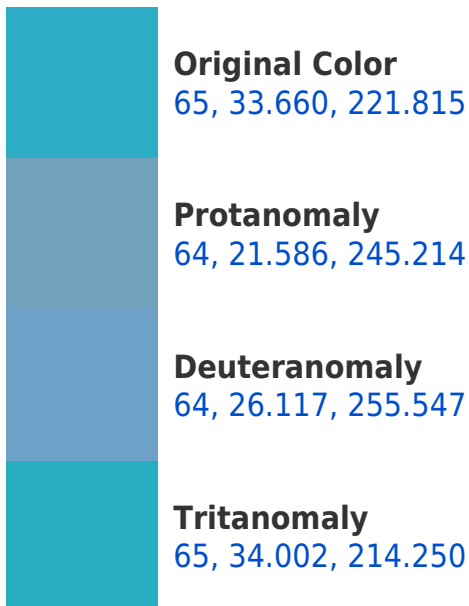 Original Color
65, 33.660, 221.815
Protanomaly
64, 21.586, 245.214
Deuteranomaly
64, 26.117, 255.547
Tritanomaly
65, 34.002, 214.250